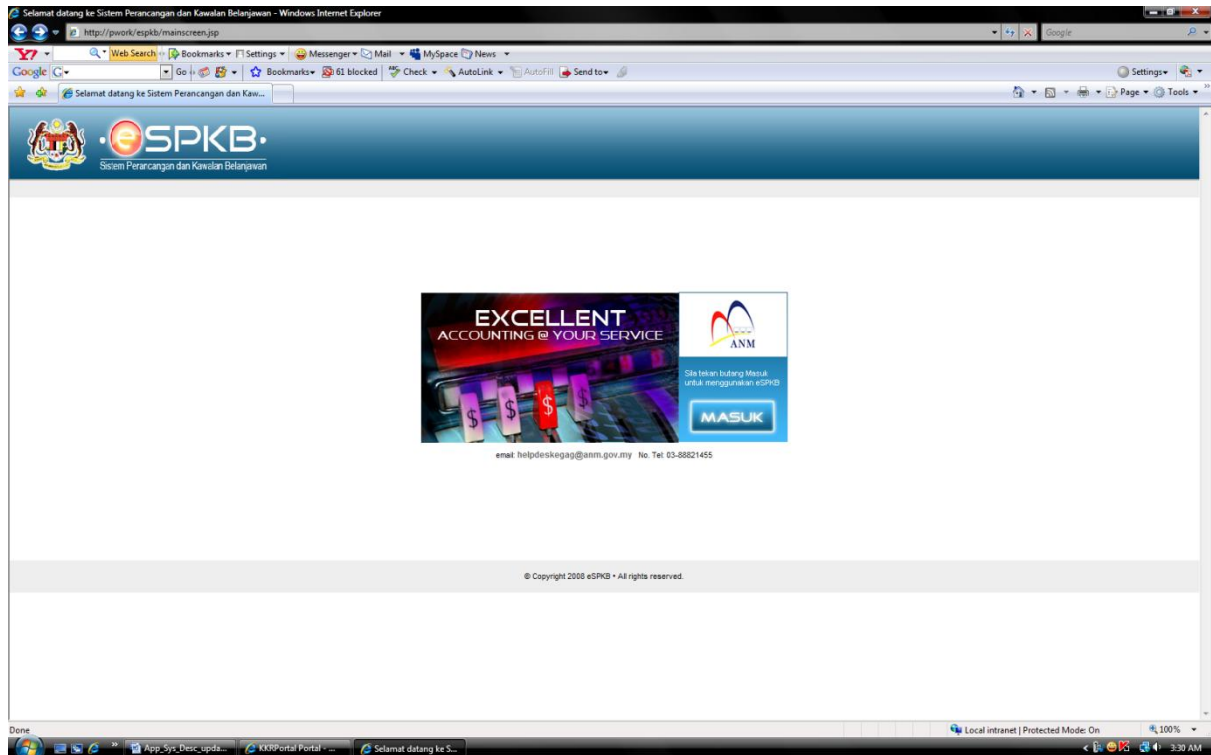 Selamat datang ke Sistem Perancangan dan Kawalan Belanjawan - Windows Internet Explorer
http://pwork/espkb/mainscreen.jsp
Google
Y! Web Search Bookmarks Settings Messenger Mail MySpace News
Google G Go Bookmarks 61 blocked Check AutoLink AutoFill Send to Settings
Selamat datang ke Sistem Perancangan dan Kaw... Page Tools
eSPKB
Sistem Perancangan dan Kawalan Belanjawan
EXCELLENT
ACCOUNTING @ YOUR SERVICE
$ $ $ $
ANM
Sila tekan butang Masuk
untuk menggunakan eSPKB
MASUK
email: helpdeskegag@anm.gov.my No. Tel: 03-88821455
© Copyright 2008 eSPKB • All rights reserved.
Done Local intranet | Protected Mode: On 100%
App_Sys_Desc_upda... KKRPortal Portal - ... Selamat datang ke S... 3:30 AM